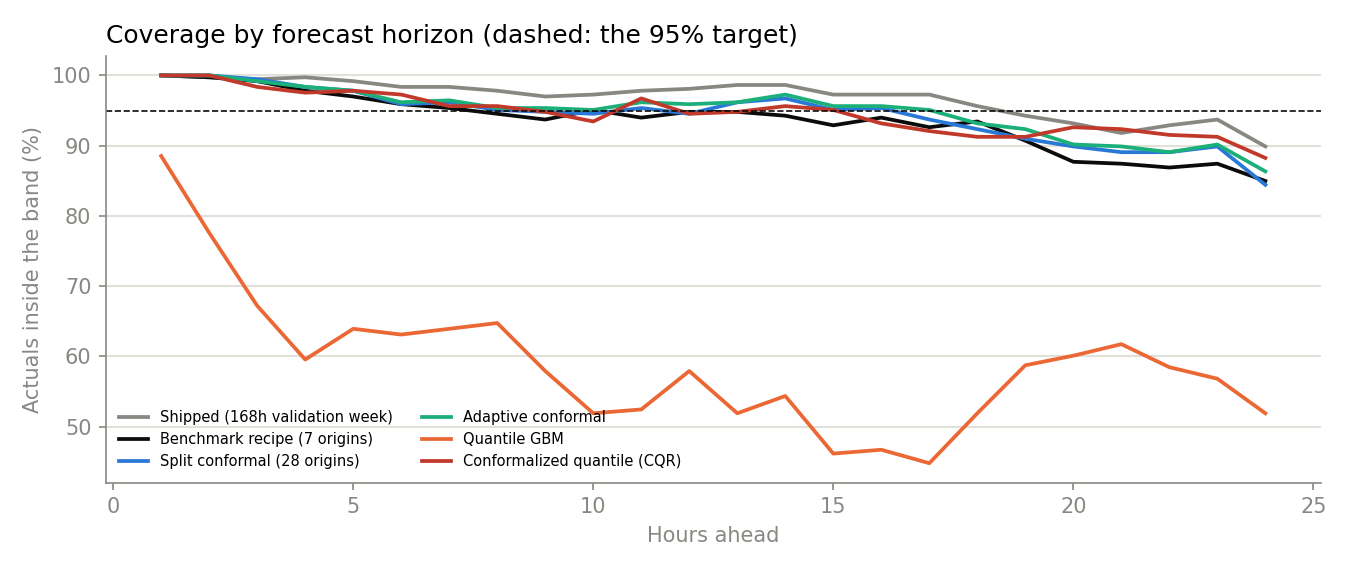 Coverage by forecast horizon (dashed: the 95% target)
Actuals inside the band (%)
100
90
80
70
60
50
Shipped (168h validation week)
Benchmark recipe (7 origins)
Split conformal (28 origins)
Adaptive conformal
Quantile GBM
Conformalized quantile (CQR)
0 5 10 15 20 25
Hours ahead